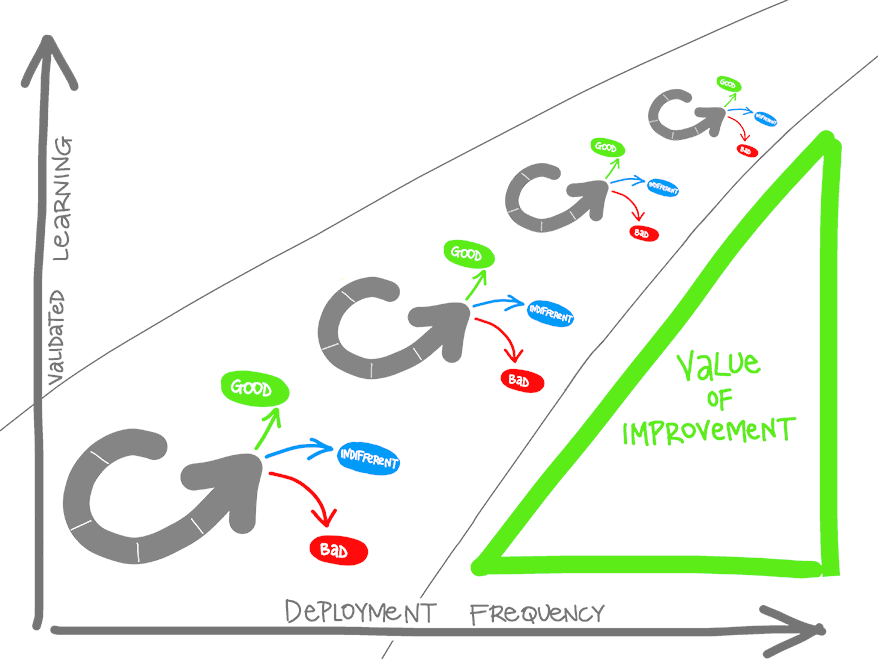 VALIDATED LEARNING
GOOD
INDIFFERENT
BAD
GOOD
INDIFFERENT
BAD
GOOD
INDIFFERENT
BAD
GOOD
INDIFFERENT
BAD
VALUE
OF
IMPROVEMENT
DEPLOYMENT FREQUENCY